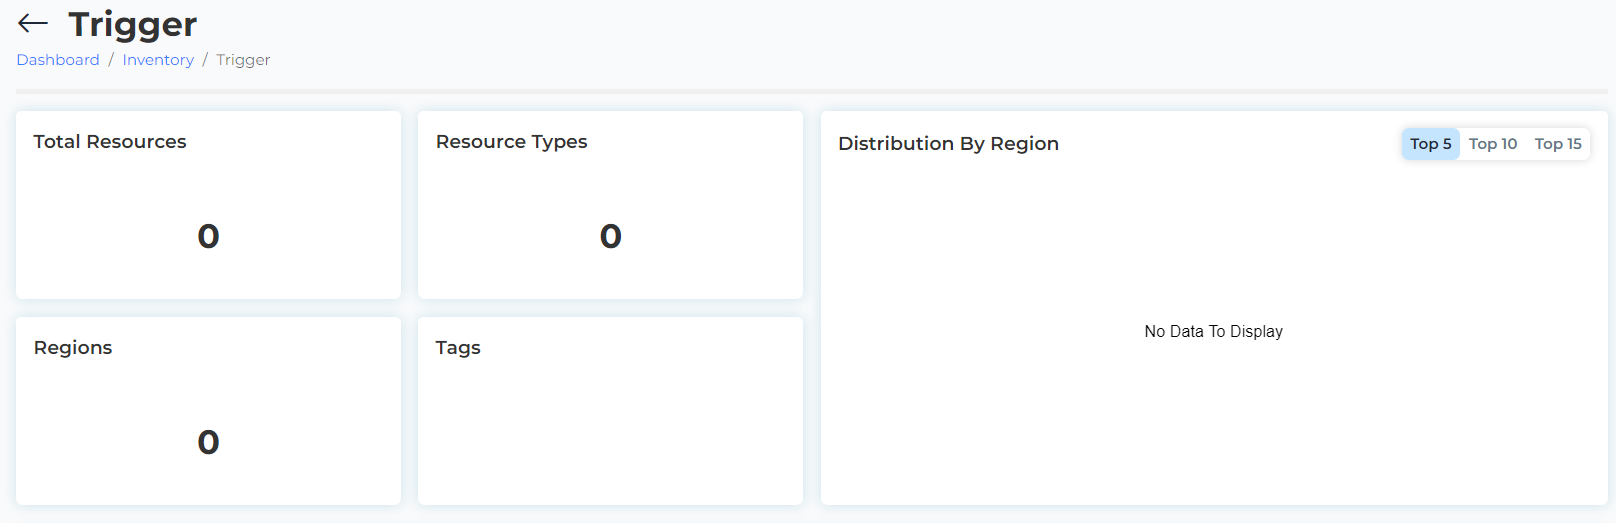 Trigger
Dashboard / Inventory / Trigger
Total Resources
0
Resource Types
0
Distribution By Region
Top 5 Top 10 Top 15
No Data To Display
Regions
0
Tags